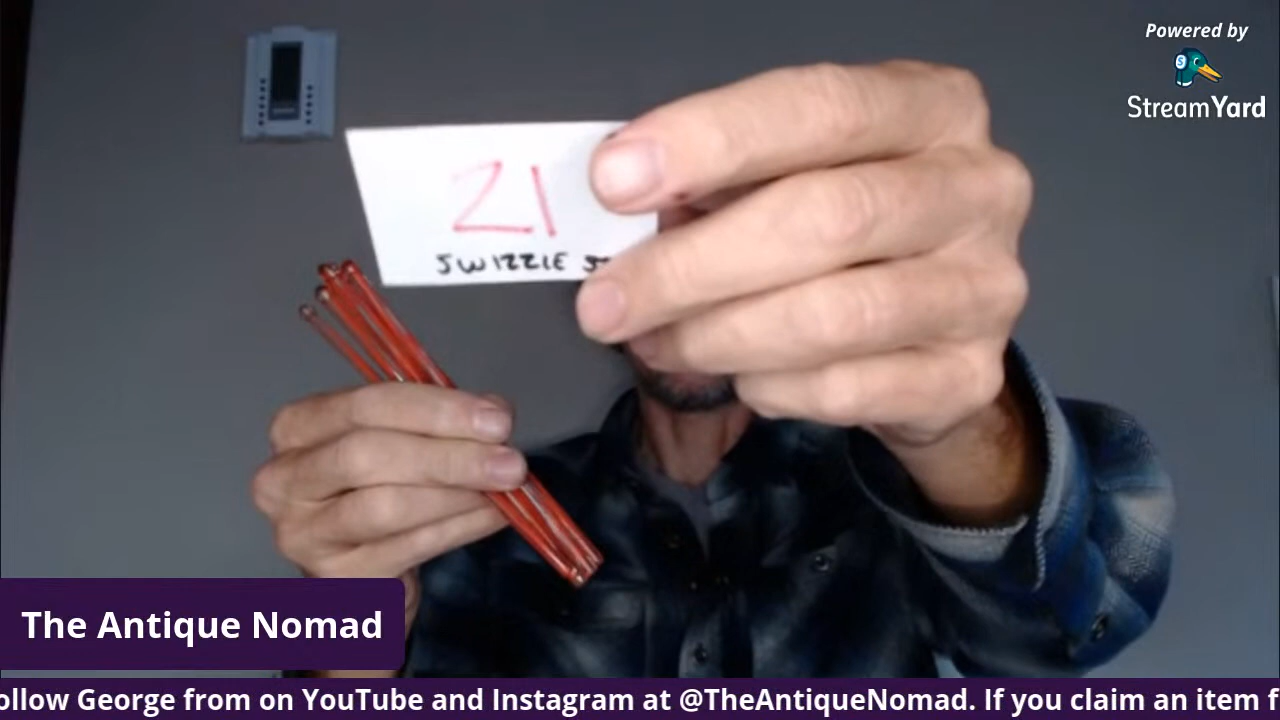 Powered by
StreamYard
21
SWIZZLE
The Antique Nomad
ollow George from on YouTube and Instagram at @TheAntiqueNomad. If you claim an item f